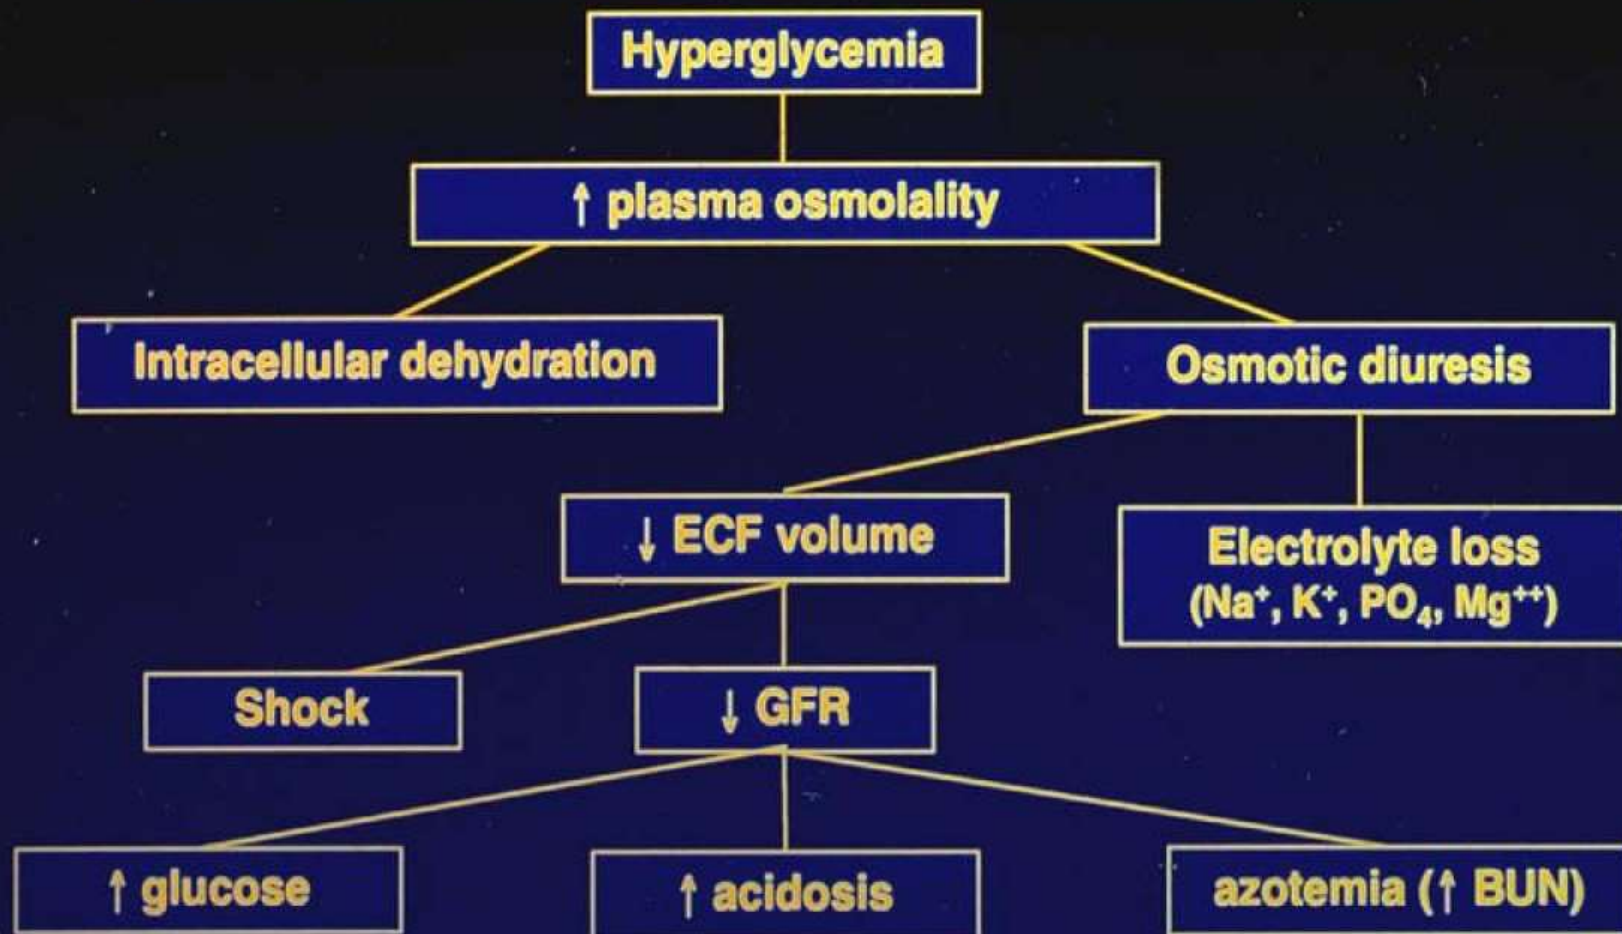 Hyperglycemia
↑ plasma osmolality
Intracellular dehydration
Osmotic diuresis
↓ ECF volume
Electrolyte loss
(Na⁺, K⁺, PO₄, Mg⁺⁺)
Shock
↓ GFR
↑ glucose
↑ acidosis
azotemia (↑ BUN)